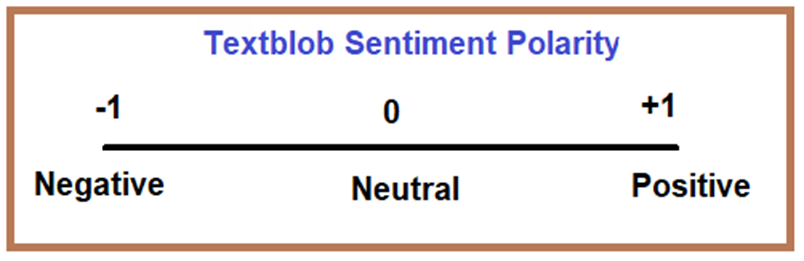 Textblob Sentiment Polarity
-1 0 +1
Negative Neutral Positive